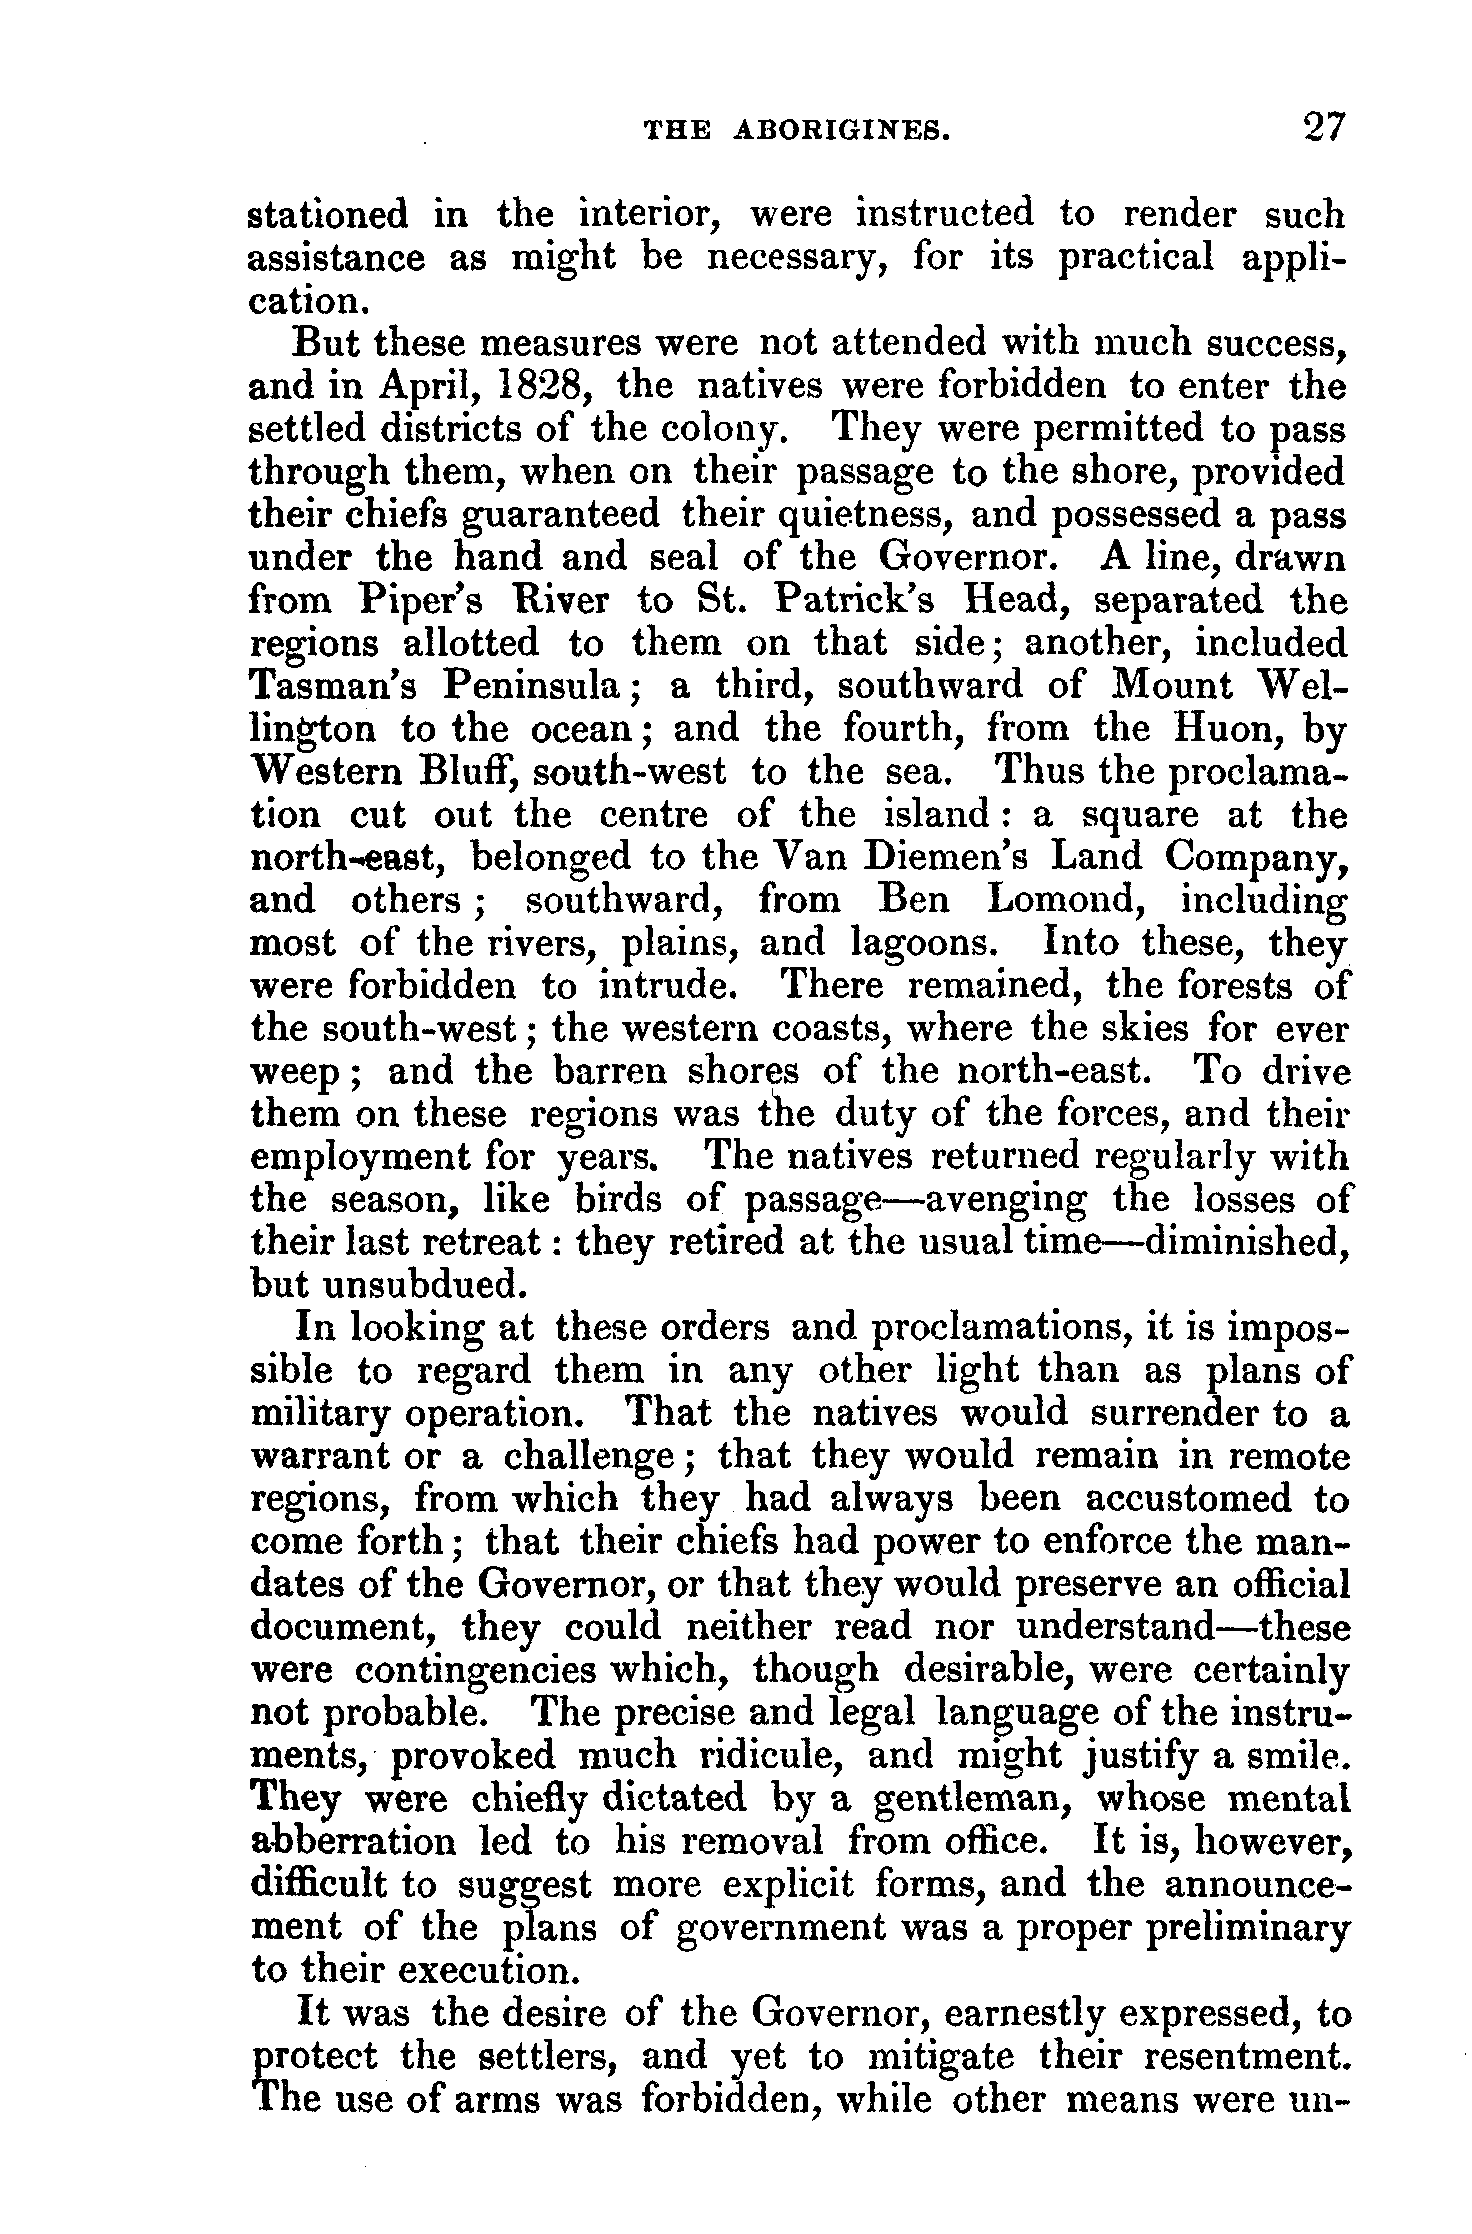 THE ABORIGINES. 27
stationed in the interior, were instructed to render such
assistance as might be necessary, for its practical appli-
cation.
But these measures were not attended with much success,
and in April, 1828, the natives were forbidden to enter the
settled districts of the colony. They were permitted to pass
through them, when on their passage to the shore, provided
their chiefs guaranteed their quietness, and possessed a pass
under the hand and seal of the Governor. A line, drawn
from Piper's River to St. Patrick's Head, separated the
regions allotted to them on that side; another, included
Tasman's Peninsula; a third, southward of Mount Wel-
lington to the ocean; and the fourth, from the Huon, by
Western Bluff, south-west to the sea. Thus the proclama-
tion cut out the centre of the island: a square at the
north-east, belonged to the Van Diemen's Land Company,
and others; southward, from Ben Lomond, including
most of the rivers, plains, and lagoons. Into these, they
were forbidden to intrude. There remained, the forests of
the south-west; the western coasts, where the skies for ever
weep; and the barren shores of the north-east. To drive
them on these regions was the duty of the forces, and their
employment for years. The natives returned regularly with
the season, like birds of passage—avenging the losses of
their last retreat: they retired at the usual time—diminished,
but unsubdued.
In looking at these orders and proclamations, it is impos-
sible to regard them in any other light than as plans of
military operation. That the natives would surrender to a
warrant or a challenge; that they would remain in remote
regions, from which they had always been accustomed to
come forth; that their chiefs had power to enforce the man-
dates of the Governor, or that they would preserve an official
document, they could neither read nor understand—these
were contingencies which, though desirable, were certainly
not probable. The precise and legal language of the instru-
ments, provoked much ridicule, and might justify a smile.
They were chiefly dictated by a gentleman, whose mental
abberration led to his removal from office. It is, however,
difficult to suggest more explicit forms, and the announce-
ment of the plans of government was a proper preliminary
to their execution.
It was the desire of the Governor, earnestly expressed, to
protect the settlers, and yet to mitigate their resentment.
The use of arms was forbidden, while other means were un-